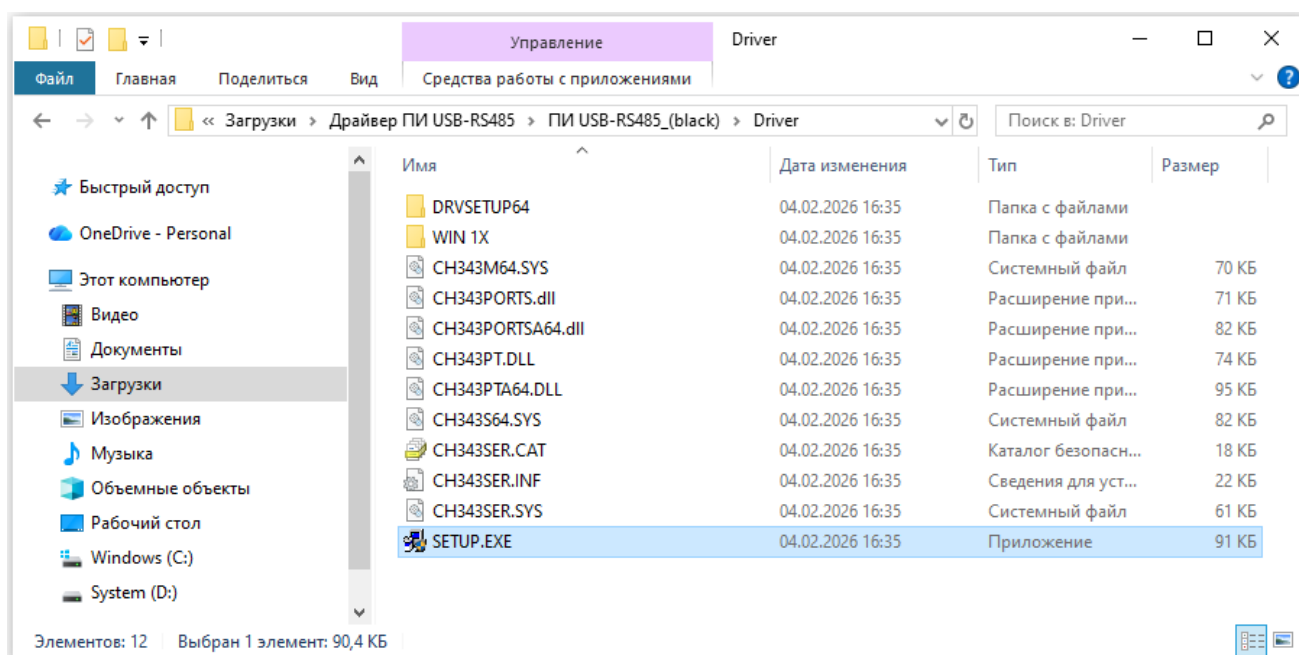 Управление Driver
Файл Главная Поделиться Вид Средства работы с приложениями ?
« Загрузки › Драйвер ПИ USB-RS485 › ПИ USB-RS485_(black) › Driver Поиск в: Driver
Имя Дата изменения Тип Размер
Быстрый доступ
OneDrive - Personal
Этот компьютер
Видео
Документы
Загрузки
Изображения
Музыка
Объемные объекты
Рабочий стол
Windows (C:)
System (D:)
DRVSETUP64 04.02.2026 16:35 Папка с файлами
WIN 1X 04.02.2026 16:35 Папка с файлами
CH343M64.SYS 04.02.2026 16:35 Системный файл 70 КБ
CH343PORTS.dll 04.02.2026 16:35 Расширение при... 71 КБ
CH343PORTSA64.dll 04.02.2026 16:35 Расширение при... 82 КБ
CH343PT.DLL 04.02.2026 16:35 Расширение при... 74 КБ
CH343PTA64.DLL 04.02.2026 16:35 Расширение при... 95 КБ
CH343S64.SYS 04.02.2026 16:35 Системный файл 82 КБ
CH343SER.CAT 04.02.2026 16:35 Каталог безопасн... 18 КБ
CH343SER.INF 04.02.2026 16:35 Сведения для уст... 22 КБ
CH343SER.SYS 04.02.2026 16:35 Системный файл 61 КБ
SETUP.EXE 04.02.2026 16:35 Приложение 91 КБ
Элементов: 12 Выбран 1 элемент: 90,4 КБ